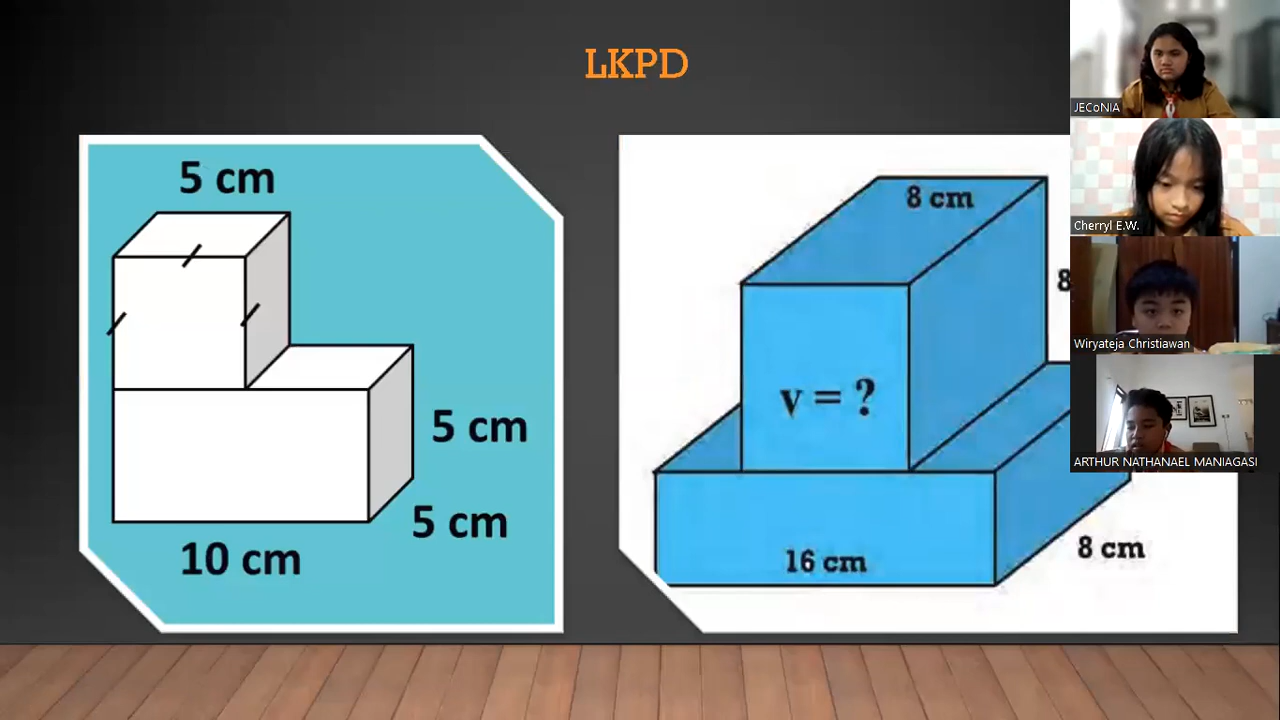 LKPD
5 cm
5 cm
5 cm
10 cm
8 cm
8
v = ?
16 cm
8 cm
JECoNIA
Cherryl E.W.
Wiryateja Christiawan
ARTHUR NATHANAEL MANIAGASI